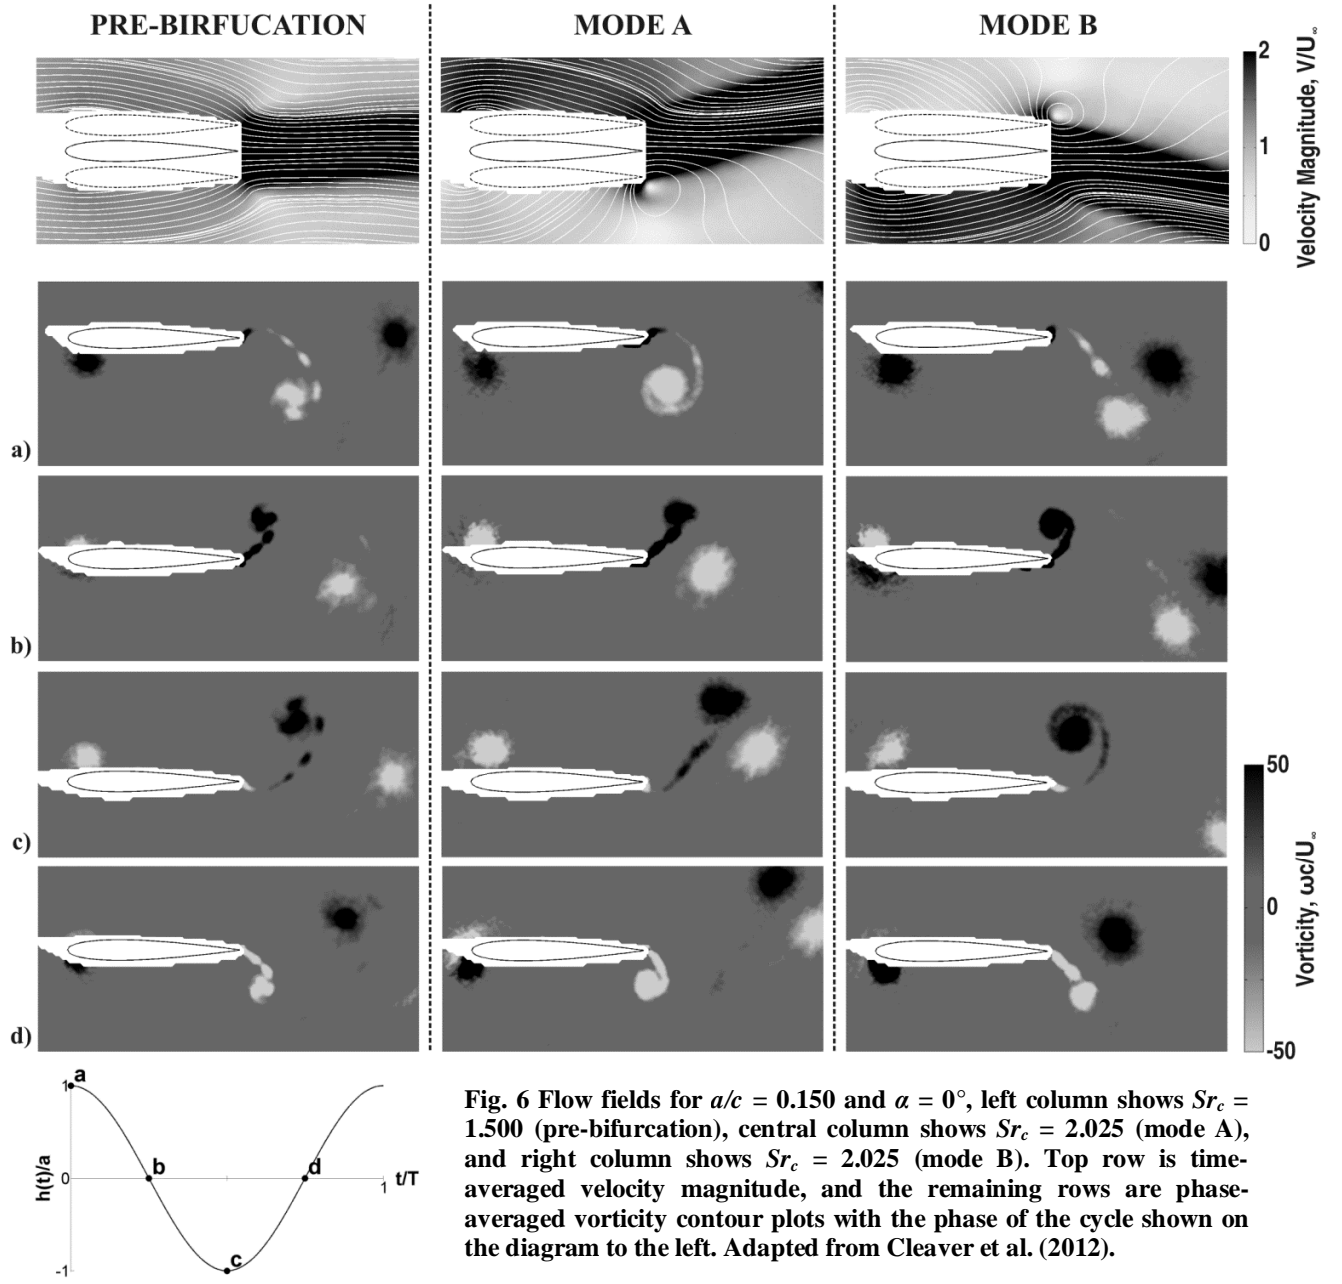 PRE-BIRFUCATION
MODE A
MODE B
2
1
0
Velocity Magnitude, V/U∞
a)
b)
c)
d)
50
0
-50
Vorticity, ωc/U∞
1
0
-1
h(t)/a
a
b
c
d
1
t/T
Fig. 6 Flow fields for a/c = 0.150 and α = 0°, left column shows Src =
1.500 (pre-bifurcation), central column shows Src = 2.025 (mode A),
and right column shows Src = 2.025 (mode B). Top row is time-
averaged velocity magnitude, and the remaining rows are phase-
averaged vorticity contour plots with the phase of the cycle shown on
the diagram to the left. Adapted from Cleaver et al. (2012).